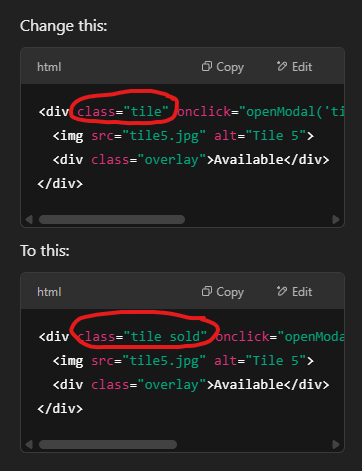 Change this:
html Copy Edit
<div class="tile" onclick="openModal('ti
<img src="tile5.jpg" alt="Tile 5">
<div class="overlay">Available</div>
</div>
To this:
html Copy Edit
<div class="tile sold" onclick="openModa
<img src="tile5.jpg" alt="Tile 5">
<div class="overlay">Available</div>
</div>